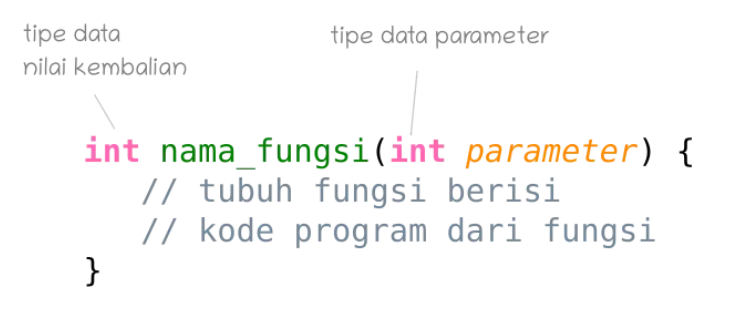 tipe data
nilai kembalian
tipe data parameter
int nama_fungsi(int parameter) {
// tubuh fungsi berisi
// kode program dari fungsi
}